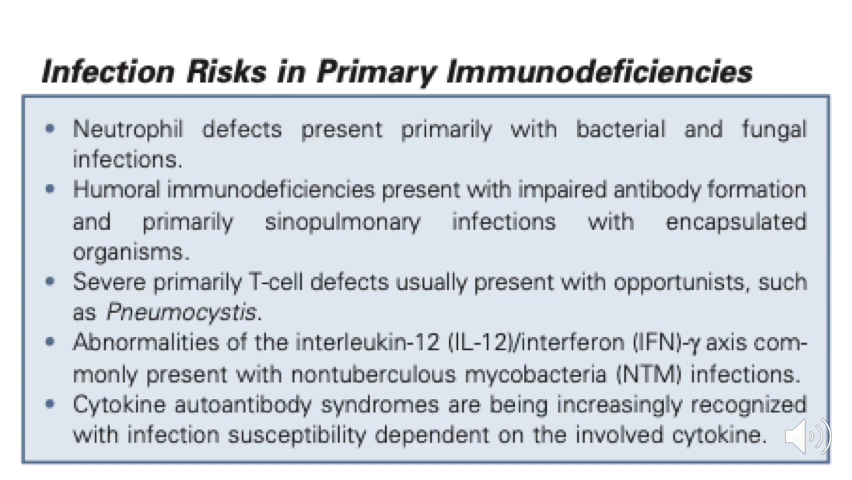 Infection Risks in Primary Immunodeficiencies
• Neutrophil defects present primarily with bacterial and fungal
infections.
• Humoral immunodeficiencies present with impaired antibody formation
and primarily sinopulmonary infections with encapsulated
organisms.
• Severe primarily T-cell defects usually present with opportunists, such
as Pneumocystis.
• Abnormalities of the interleukin-12 (IL-12)/interferon (IFN)-γ axis com-
monly present with nontuberculous mycobacteria (NTM) infections.
• Cytokine autoantibody syndromes are being increasingly recognized
with infection susceptibility dependent on the involved cytokine.